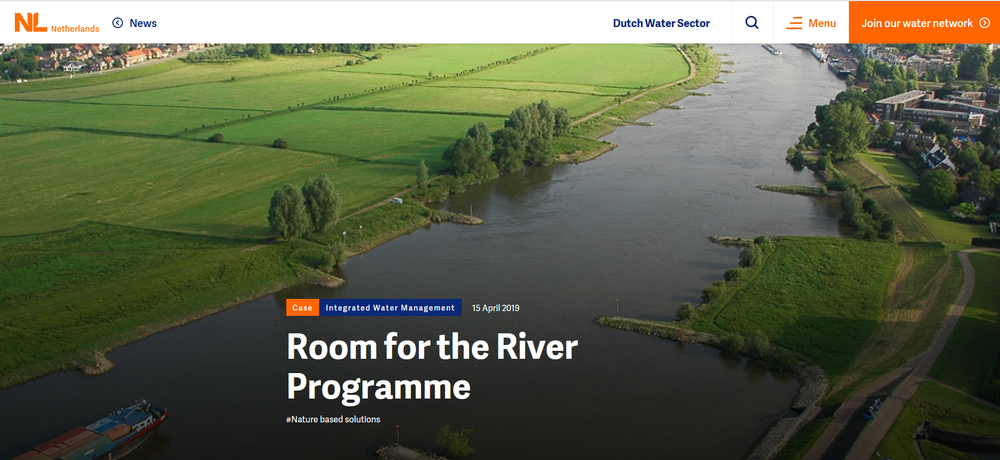 NL Netherlands
News
Dutch Water Sector
Menu
Join our water network
Case
Integrated Water Management
15 April 2019
Room for the River
Programme
#Nature based solutions